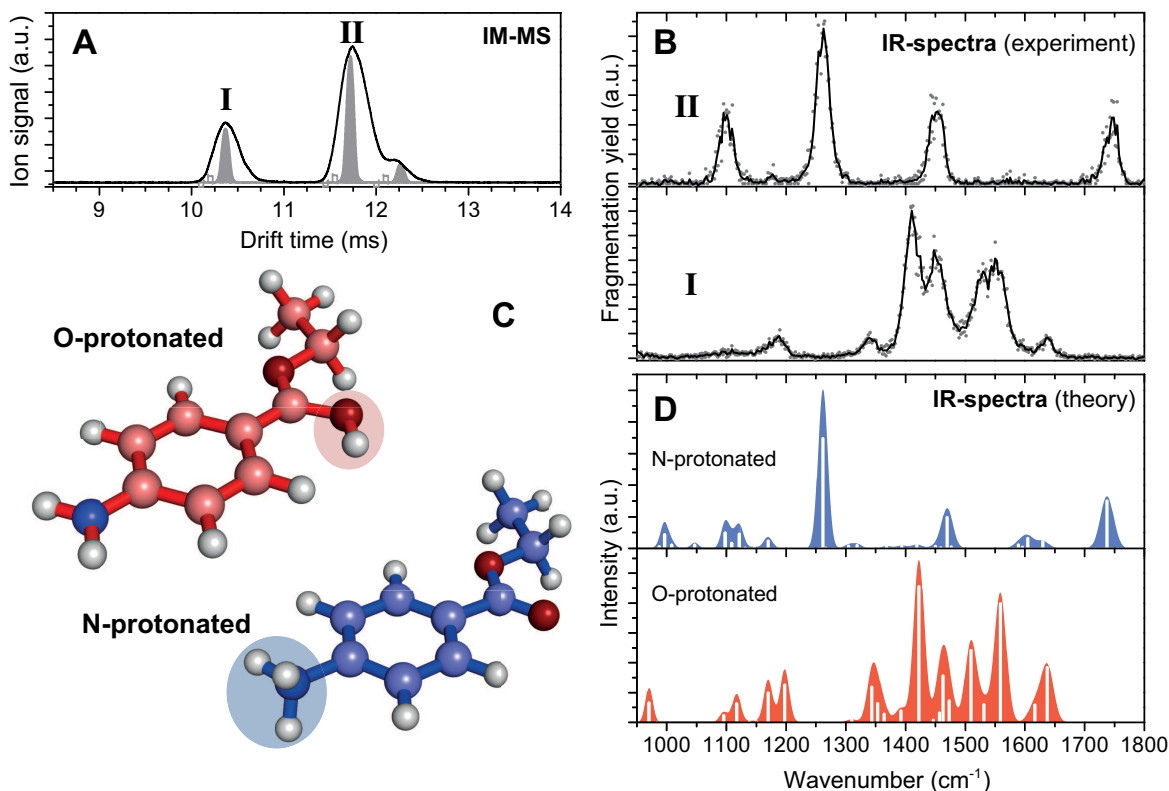 A
IM-MS
I
II
Ion signal (a.u.)
9 10 11 12 13 14
Drift time (ms)
B
IR-spectra (experiment)
II
I
Fragmentation yield (a.u.)
C
O-protonated
N-protonated
D
IR-spectra (theory)
N-protonated
O-protonated
Intensity (a.u.)
1000 1100 1200 1300 1400 1500 1600 1700 1800
Wavenumber (cm⁻¹)